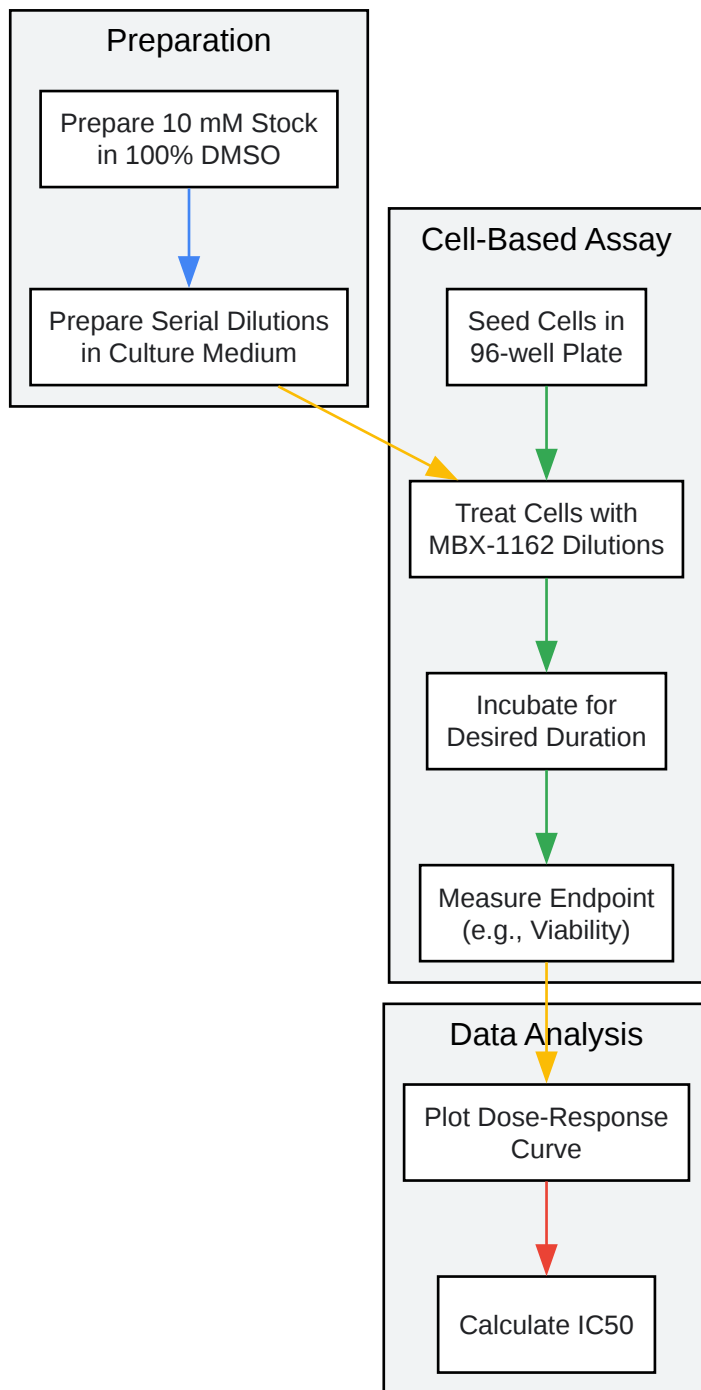 Preparation
Prepare 10 mM Stock
in 100% DMSO
Prepare Serial Dilutions
in Culture Medium
Cell-Based Assay
Seed Cells in
96-well Plate
Treat Cells with
MBX-1162 Dilutions
Incubate for
Desired Duration
Measure Endpoint
(e.g., Viability)
Data Analysis
Plot Dose-Response
Curve
Calculate IC50